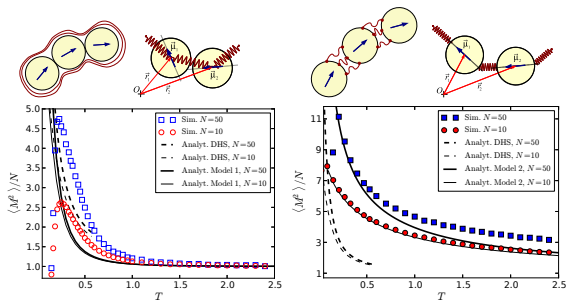 μ⃗₁
μ⃗₂
r⃗₁
r⃗₂
O
μ⃗₁
μ⃗₂
r⃗₁
r⃗₂
O
5.0
4.5
4.0
3.5
3.0
2.5
2.0
1.5
1.0
⟨M²⟩/N
Sim. N=50
Sim. N=10
Analyt. DHS, N=50
Analyt. DHS, N=10
Analyt. Model 1, N=50
Analyt. Model 1, N=10
0.5 1.0 1.5 2.0 2.5
T
11
9
7
5
3
1
⟨M²⟩/N
Sim. N=50
Sim. N=10
Analyt. DHS, N=50
Analyt. DHS, N=10
Analyt. Model 2, N=50
Analyt. Model 2, N=10
0.5 1.0 1.5 2.0 2.5
T